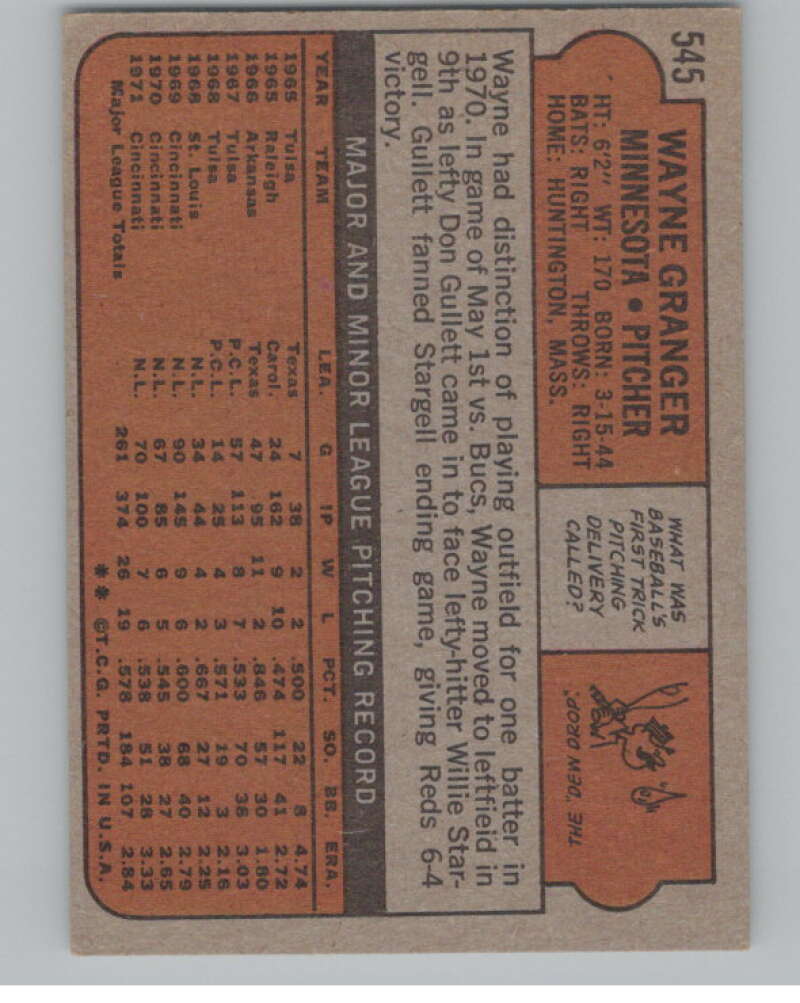 545
WAYNE GRANGER
MINNESOTA • PITCHER
HT: 6'2" WT: 170 BORN: 3-15-44
BATS: RIGHT THROWS: RIGHT
HOME: HUNTINGTON, MASS.
WHAT WAS
BASEBALL'S
FIRST TRICK
PITCHING
DELIVERY
CALLED?
THE "DEW DROP".
Wayne had distinction of playing outfield for one batter in
1970. In game of May 1st vs. Bucs, Wayne moved to leftfield in
9th as lefty Don Gullett came in to face lefty-hitter Willie Star-
gell. Gullett fanned Stargell ending game, giving Reds 6-4
victory.
MAJOR AND MINOR LEAGUE PITCHING RECORD
YEAR TEAM LEA. G IP W L PCT. SO. BB. ERA.
1965 Tulsa Texas 7 38 2 2 .500 22 8 4.74
1965 Raleigh Carol. 24 162 9 10 .474 117 41 2.72
1966 Arkansas Texas 47 95 11 2 .846 57 30 1.80
1967 Tulsa P.C.L. 57 113 8 7 .533 70 36 3.03
1968 Tulsa P.C.L. 14 25 4 3 .571 19 3 2.16
1968 St. Louis N.L. 34 44 4 2 .667 27 12 2.25
1969 Cincinnati N.L. 90 145 9 6 .600 68 40 2.79
1970 Cincinnati N.L. 67 85 6 5 .545 38 27 2.65
1971 Cincinnati N.L. 70 100 7 6 .538 51 28 3.33
Major League Totals 261 374 26 19 .578 184 107 2.84
** ©T.C.G. PRTD. IN U.S.A.